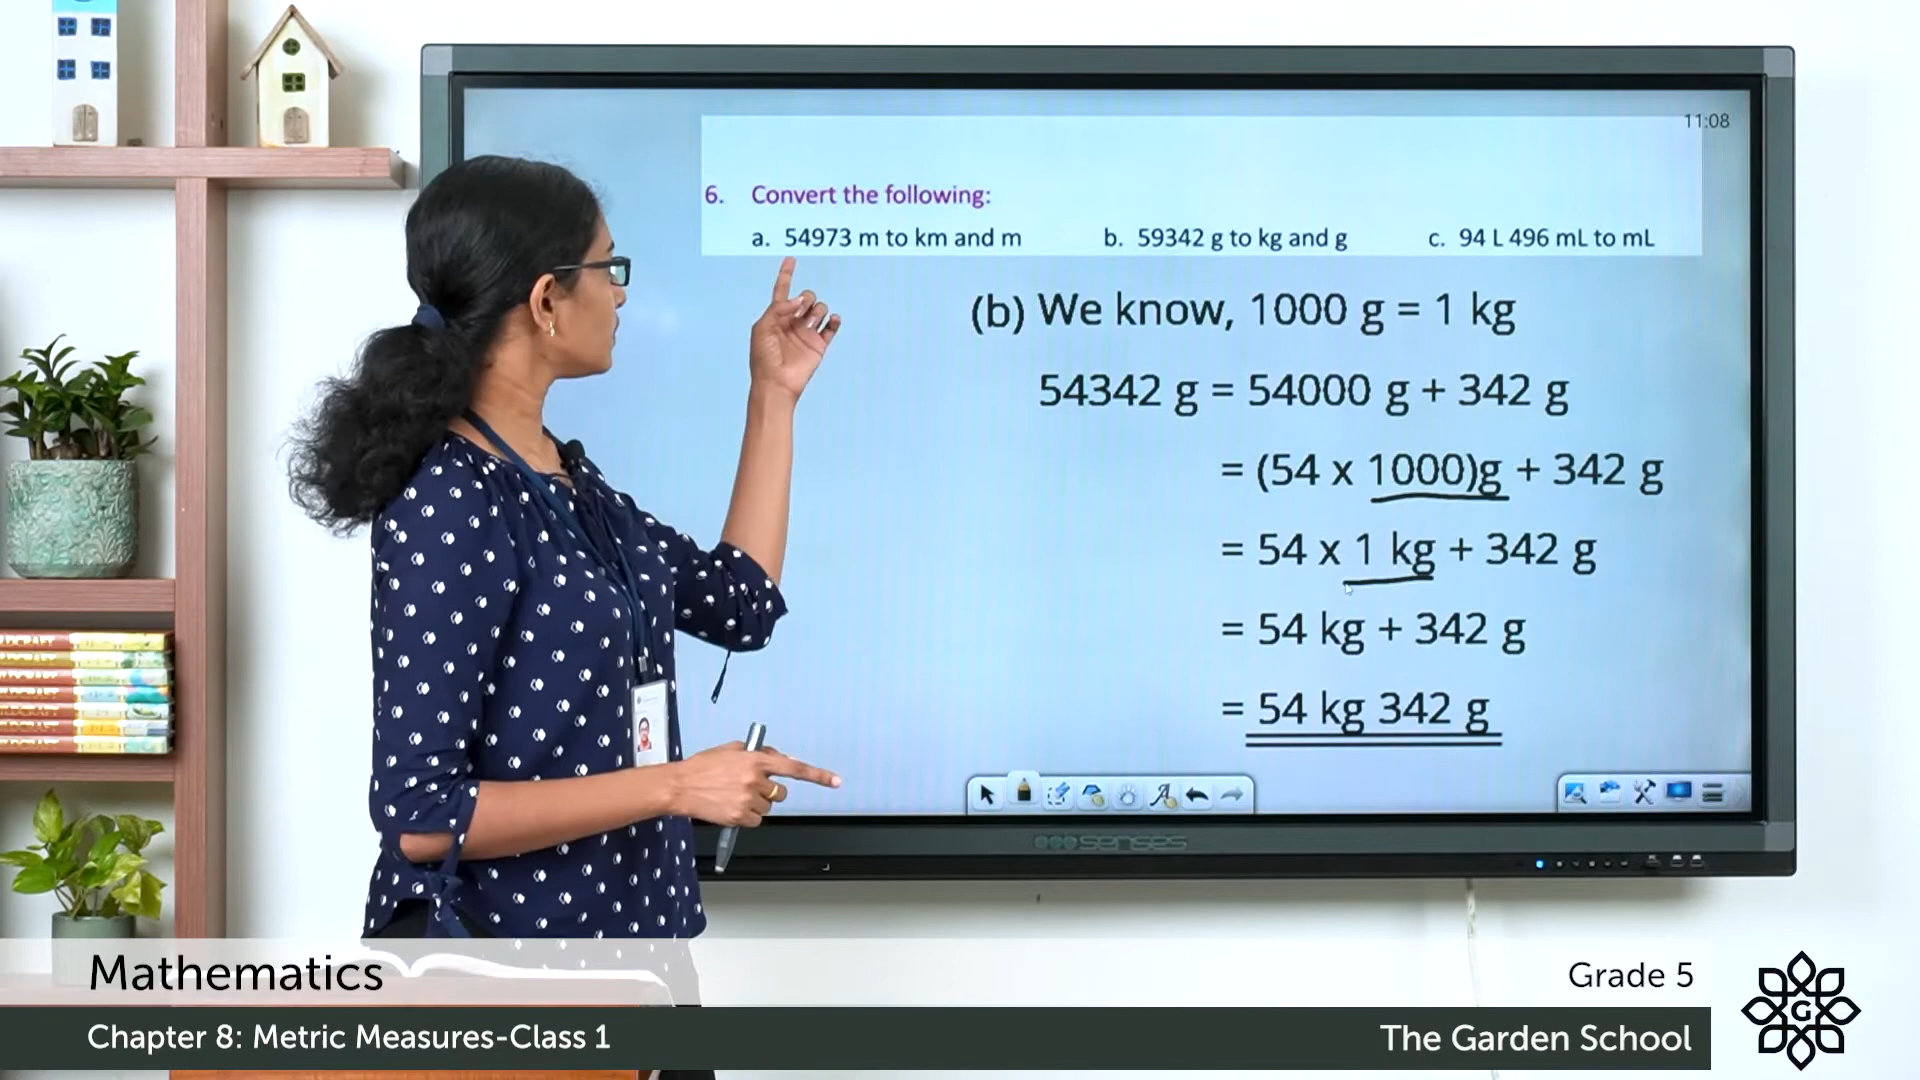 11:08
6. Convert the following:
a. 54973 m to km and m b. 59342 g to kg and g c. 94 L 496 mL to mL
(b) We know, 1000 g = 1 kg
54342 g = 54000 g + 342 g
= (54 x 1000)g + 342 g
= 54 x 1 kg + 342 g
= 54 kg + 342 g
= 54 kg 342 g
senses
Mathematics
Grade 5
Chapter 8: Metric Measures-Class 1
The Garden School
G